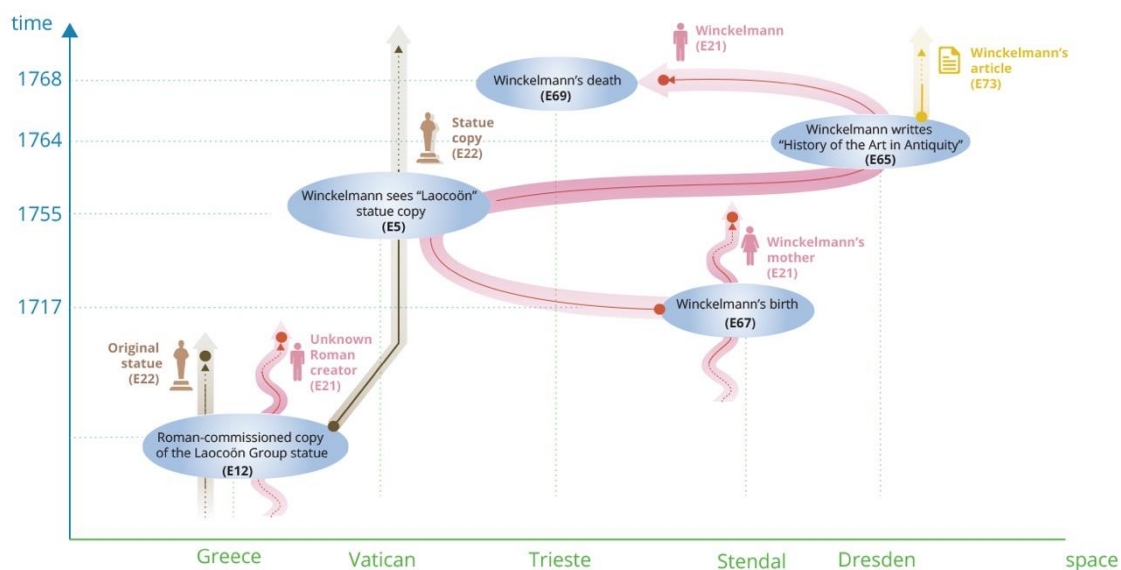 time
1768
1764
1755
1717
Winckelmann
(E21)
Winckelmann's
article
(E73)
Winckelmann's death
(E69)
Statue
copy
(E22)
Winckelmann writtes
"History of the Art in Antiquity"
(E65)
Winckelmann sees "Laocoön"
statue copy
(E5)
Winckelmann's
mother
(E21)
Winckelmann's birth
(E67)
Original
statue
(E22)
Unknown
Roman
creator
(E21)
Roman-commissioned copy
of the Laocoön Group statue
(E12)
Greece
Vatican
Trieste
Stendal
Dresden
space